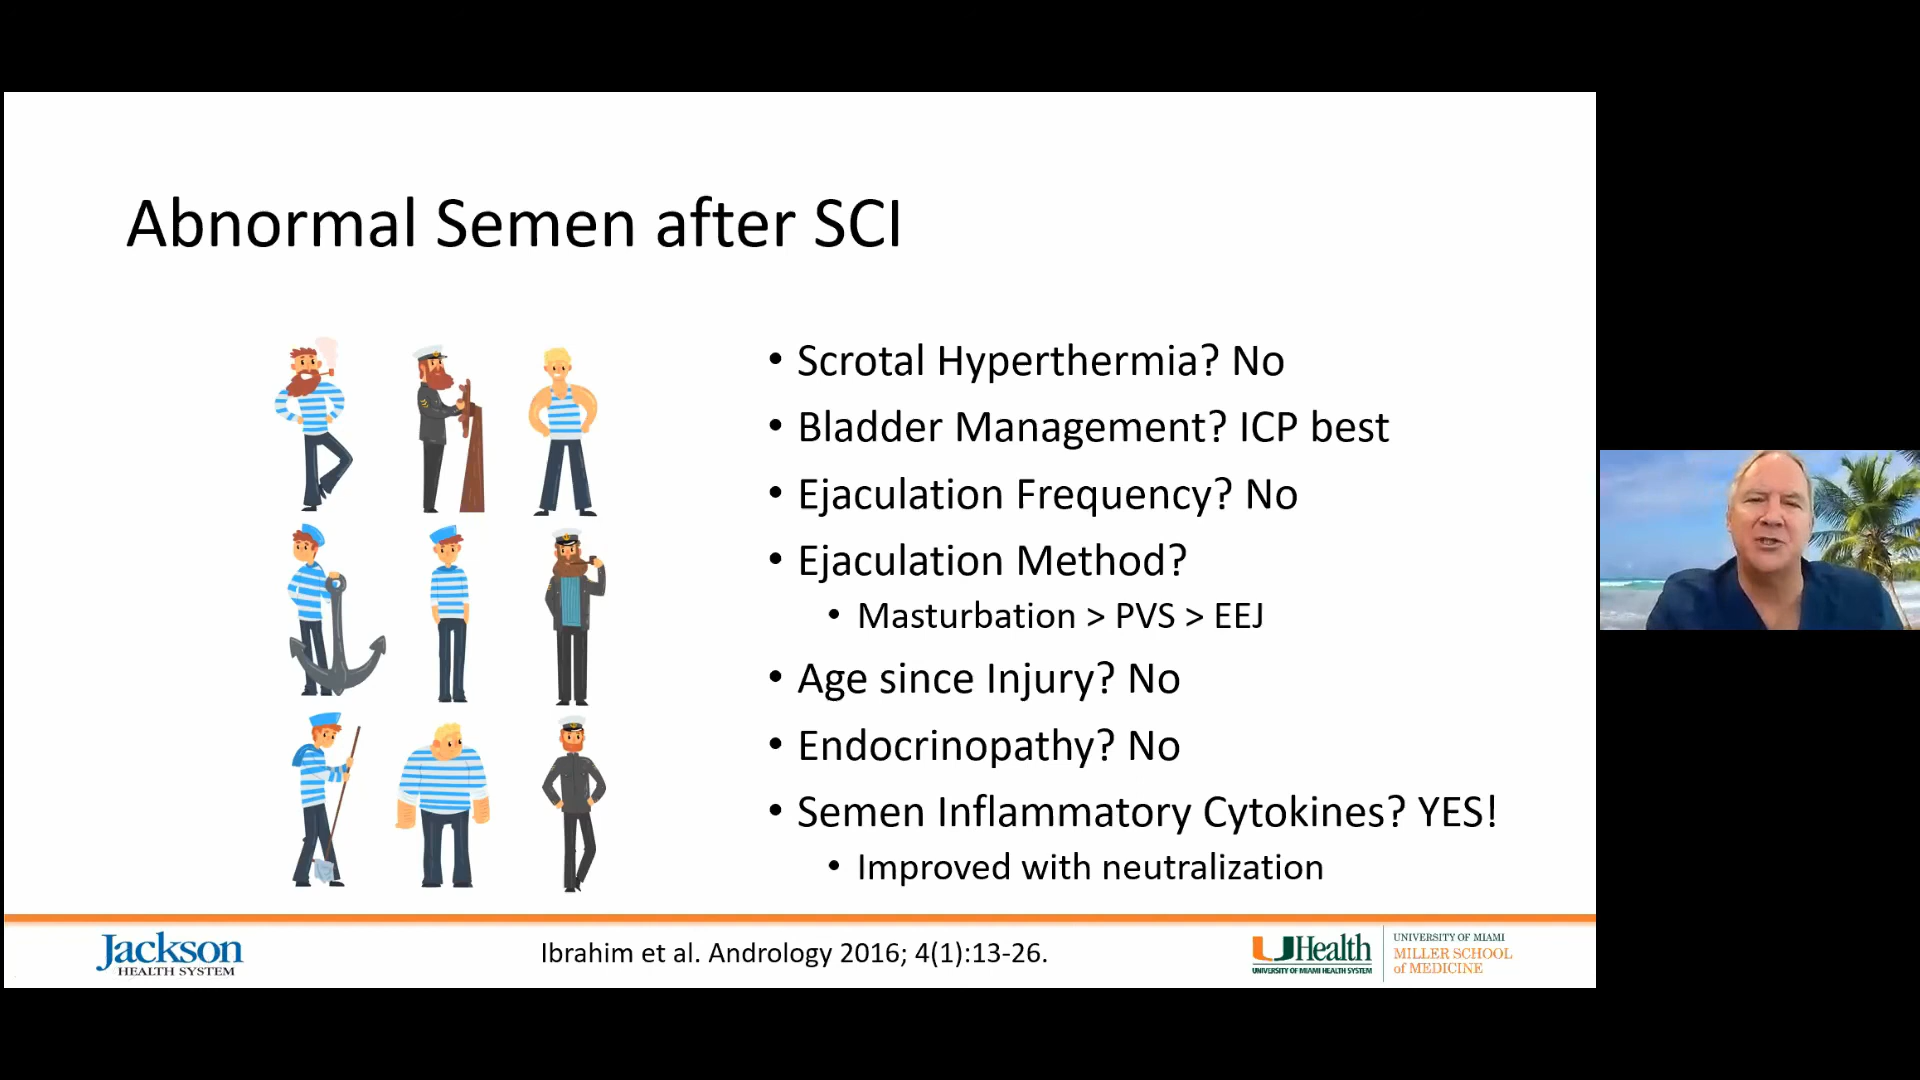 Abnormal Semen after SCI
• Scrotal Hyperthermia? No
• Bladder Management? ICP best
• Ejaculation Frequency? No
• Ejaculation Method?
• Masturbation > PVS > EEJ
• Age since Injury? No
• Endocrinopathy? No
• Semen Inflammatory Cytokines? YES!
• Improved with neutralization
Jackson
HEALTH SYSTEM
Ibrahim et al. Andrology 2016; 4(1):13-26.
UHealth
UNIVERSITY OF MIAMI HEALTH SYSTEM
UNIVERSITY OF MIAMI
MILLER SCHOOL
of MEDICINE